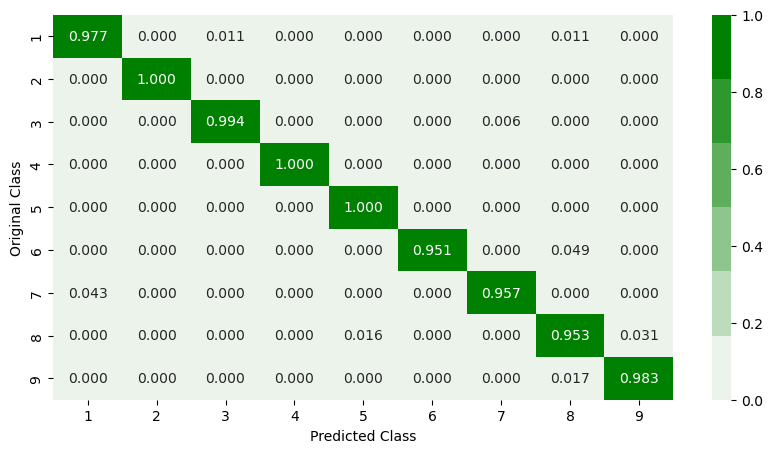 1 0.977 0.000 0.011 0.000 0.000 0.000 0.000 0.011 0.000
2 0.000 1.000 0.000 0.000 0.000 0.000 0.000 0.000 0.000
3 0.000 0.000 0.994 0.000 0.000 0.000 0.006 0.000 0.000
4 0.000 0.000 0.000 1.000 0.000 0.000 0.000 0.000 0.000
5 0.000 0.000 0.000 0.000 1.000 0.000 0.000 0.000 0.000
6 0.000 0.000 0.000 0.000 0.000 0.951 0.000 0.049 0.000
7 0.043 0.000 0.000 0.000 0.000 0.000 0.957 0.000 0.000
8 0.000 0.000 0.000 0.000 0.016 0.000 0.000 0.953 0.031
9 0.000 0.000 0.000 0.000 0.000 0.000 0.000 0.017 0.983
1 2 3 4 5 6 7 8 9
Predicted Class
Original Class
1.0
0.8
0.6
0.4
0.2
0.0